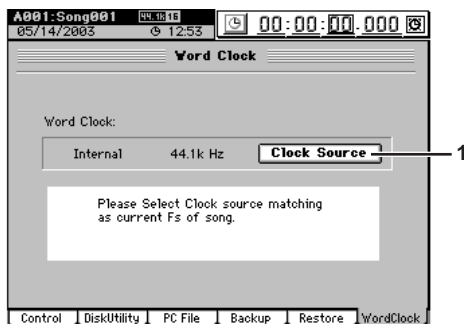 A001:Song001 44.1k 16
05/14/2003 12:53 00:00:00.000
Word Clock
Word Clock:
Internal 44.1k Hz Clock Source 1
Please Select Clock source matching
as current Fs of song.
Control DiskUtility PC File Backup Restore WordClock